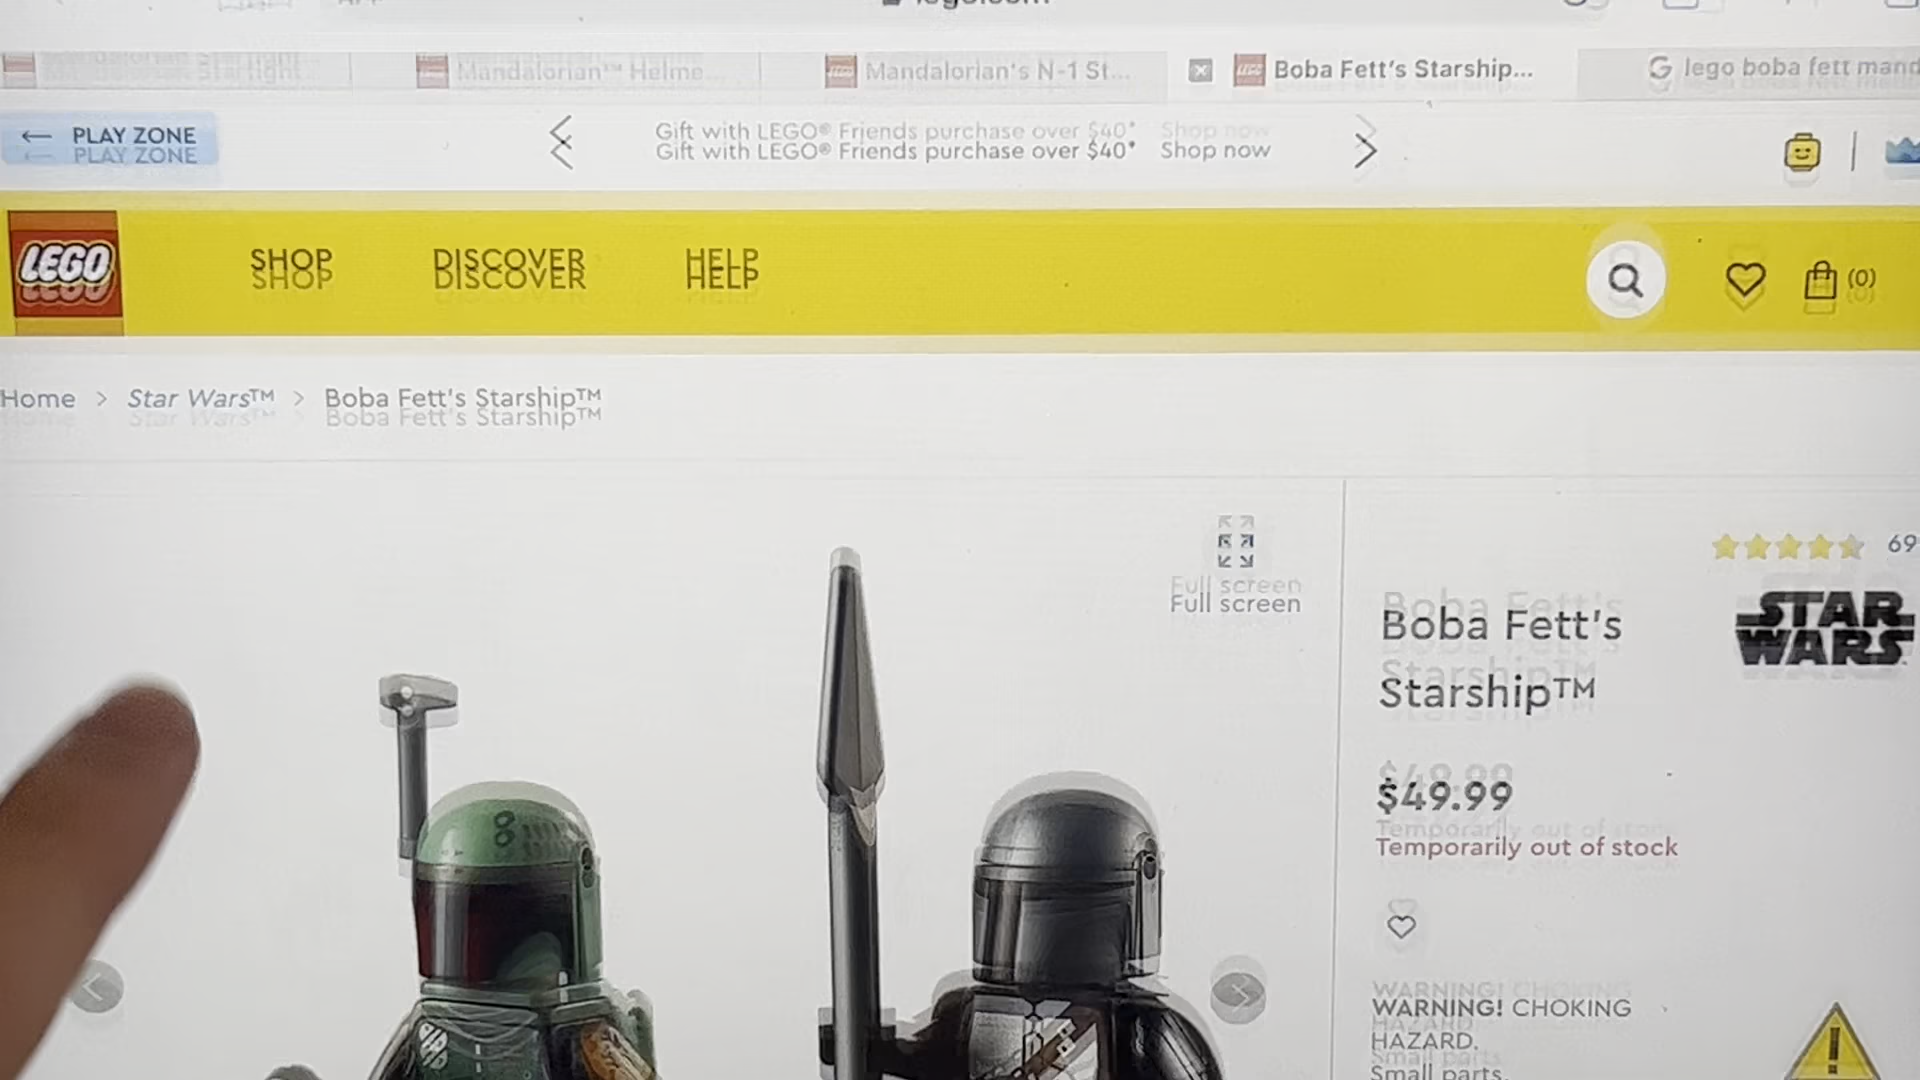 Mandalorian™ Helme...
Mandalorian's N-1 St...
Boba Fett's Starship...
lego boba fett mand
← PLAY ZONE
Gift with LEGO® Friends purchase over $40* Shop now
LEGO
SHOP
DISCOVER
HELP
(0)
Home > Star Wars™ > Boba Fett's Starship™
Full screen
69
Boba Fett's
Starship™
STAR
WARS
$49.99
Temporarily out of stock
WARNING! CHOKING
HAZARD.
Small parts.